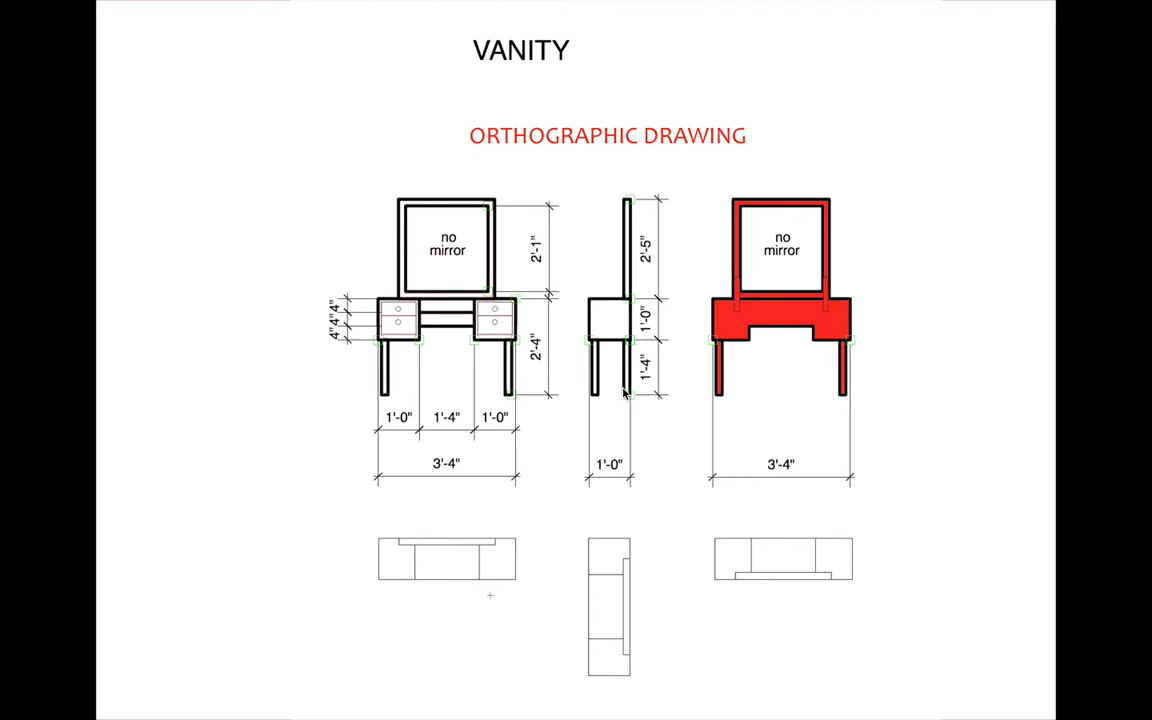 VANITY
ORTHOGRAPHIC DRAWING
no
mirror
2'-1"
4"
4"
4"
2'-4"
1'-0"
1'-4"
1'-0"
3'-4"
2'-5"
1'-0"
1'-4"
1'-0"
no
mirror
3'-4"